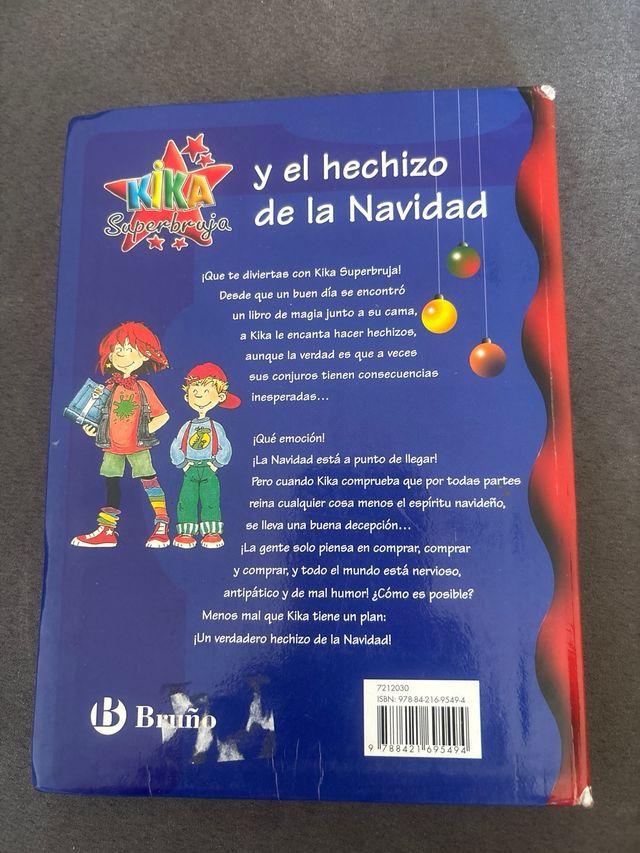 KiKA
Superbruja
y el hechizo
de la Navidad
¡Que te diviertas con Kika Superbruja!
Desde que un buen día se encontró
un libro de magia junto a su cama,
a Kika le encanta hacer hechizos,
aunque la verdad es que a veces
sus conjuros tienen consecuencias
inesperadas...
¡Qué emoción!
¡La Navidad está a punto de llegar!
Pero cuando Kika comprueba que por todas partes
reina cualquier cosa menos el espíritu navideño,
se lleva una buena decepción...
¡La gente solo piensa en comprar, comprar
y comprar, y todo el mundo está nervioso,
antipático y de mal humor! ¿Cómo es posible?
Menos mal que Kika tiene un plan:
¡Un verdadero hechizo de la Navidad!
B Bruño
7212030
ISBN: 978-84-216-9549-4
9 788421 695494